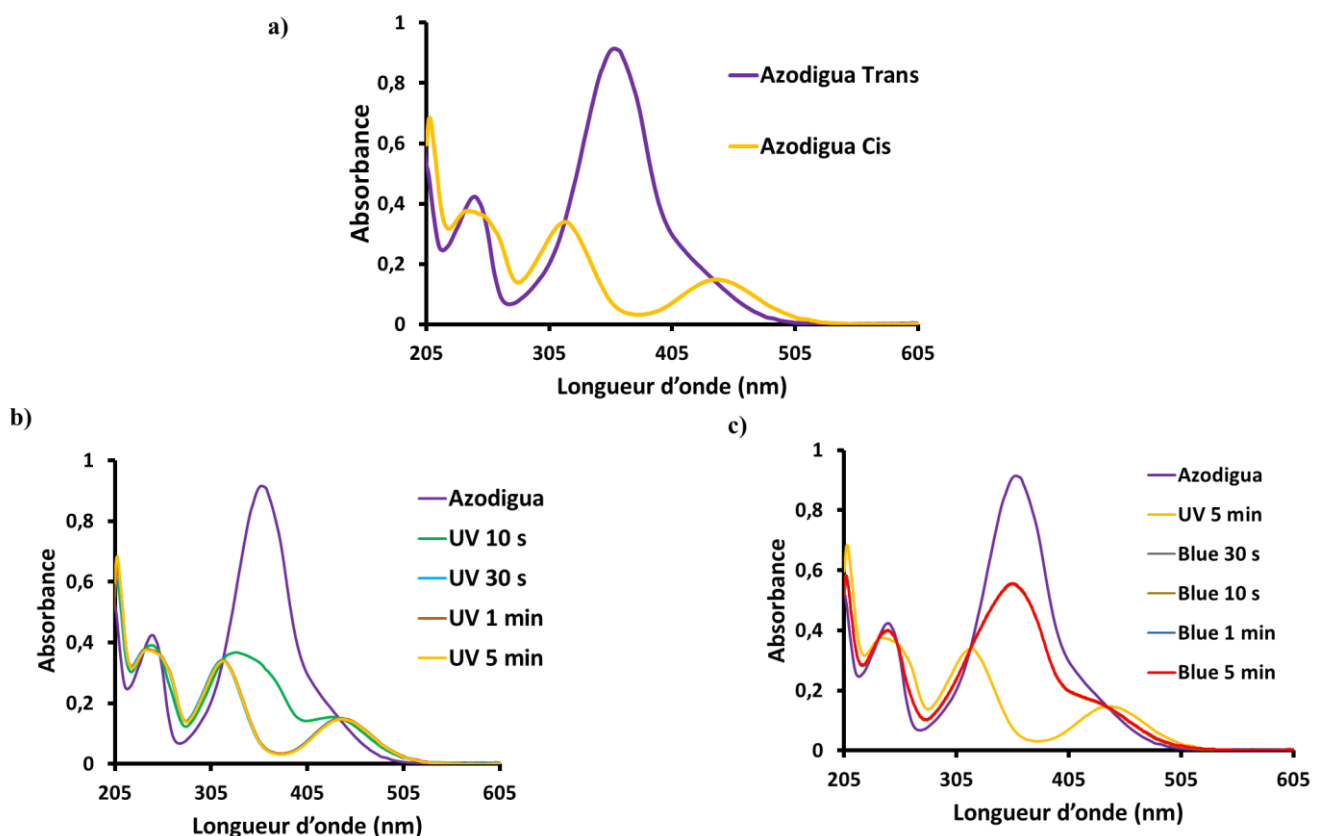 a)
1
0,8
0,6
0,4
0,2
0
Absorbance
205 305 405 505 605
Longueur d'onde (nm)
Azodigua Trans
Azodigua Cis
b)
1
0,8
0,6
0,4
0,2
0
Absorbance
205 305 405 505 605
Longueur d'onde (nm)
Azodigua
UV 10 s
UV 30 s
UV 1 min
UV 5 min
c)
1
0,8
0,6
0,4
0,2
0
Absorbance
205 305 405 505 605
Longueur d'onde (nm)
Azodigua
UV 5 min
Blue 30 s
Blue 10 s
Blue 1 min
Blue 5 min